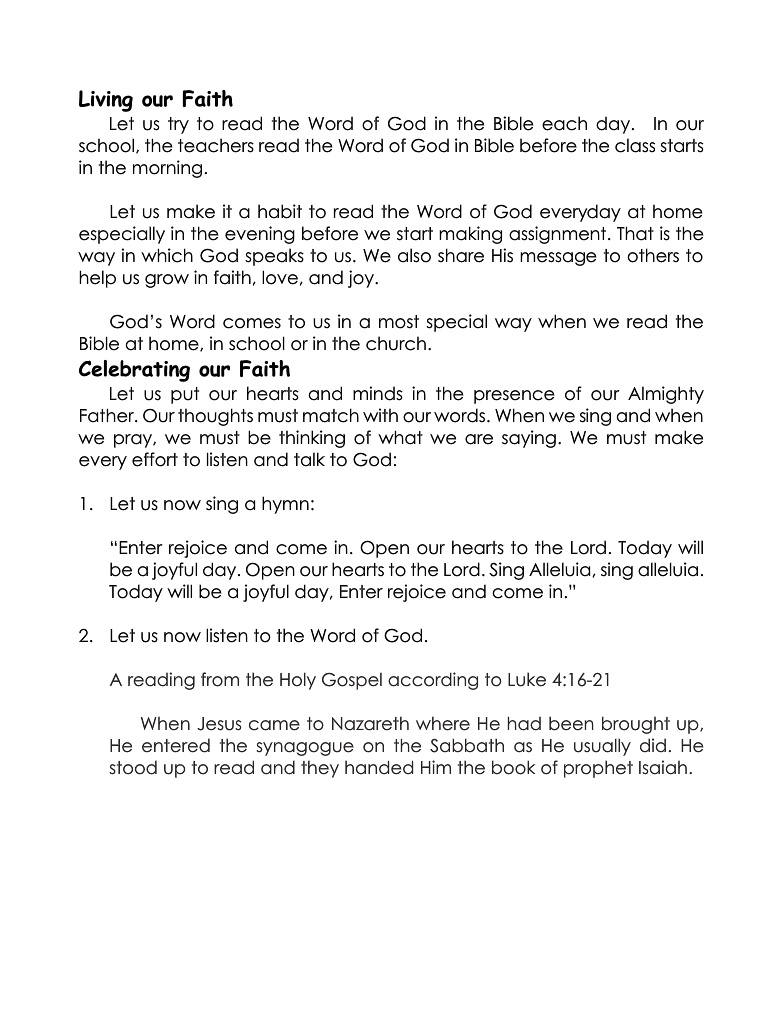 Living our Faith
Let us try to read the Word of God in the Bible each day.  In our
school, the teachers read the Word of God in Bible before the class starts
in the morning.
Let us make it a habit to read the Word of God everyday at home
especially in the evening before we start making assignment. That is the
way in which God speaks to us. We also share His message to others to
help us grow in faith, love, and joy.
God’s Word comes to us in a most special way when we read the
Bible at home, in school or in the church.
Celebrating our Faith
Let us put our hearts and minds in the presence of our Almighty
Father. Our thoughts must match with our words. When we sing and when
we pray, we must be thinking of what we are saying. We must make
every effort to listen and talk to God:
1. Let us now sing a hymn:
“Enter rejoice and come in. Open our hearts to the Lord. Today will
be a joyful day. Open our hearts to the Lord. Sing Alleluia, sing alleluia.
Today will be a joyful day, Enter rejoice and come in.”
2. Let us now listen to the Word of God.
A reading from the Holy Gospel according to Luke 4:16-21
When Jesus came to Nazareth where He had been brought up,
He entered the synagogue on the Sabbath as He usually did. He
stood up to read and they handed Him the book of prophet Isaiah.